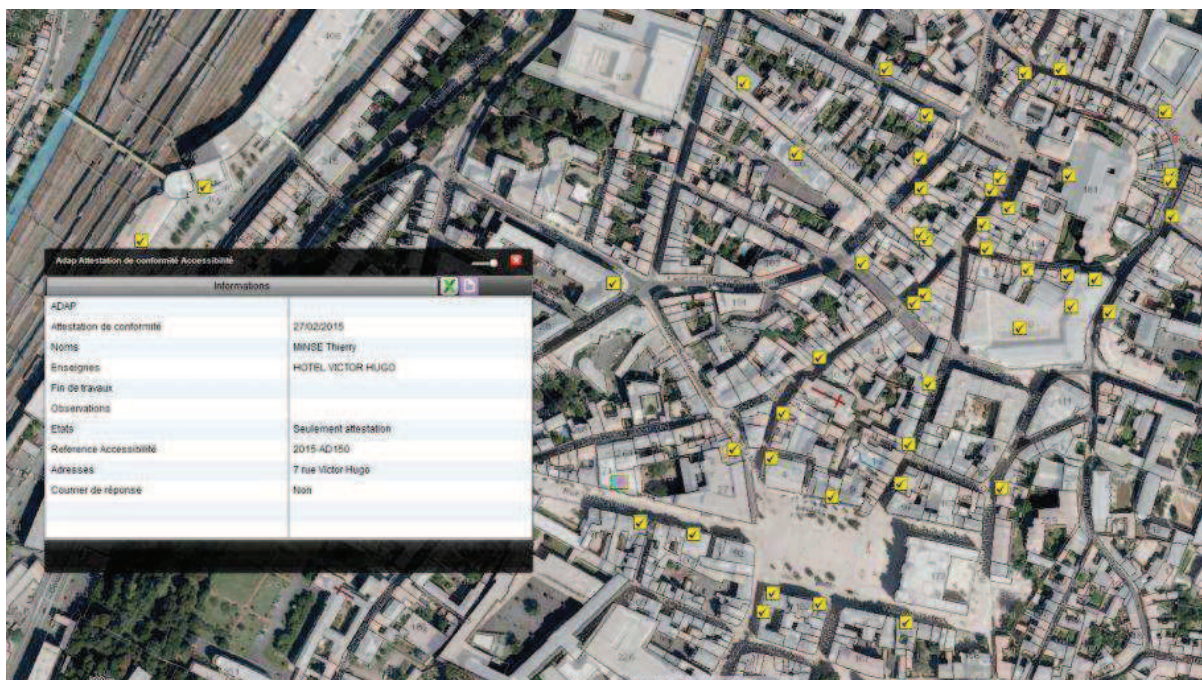 Adap Attestation de conformité Accessibilité
Informations
ADAP
Attestation de conformité 27/02/2015
Noms MINSE Thierry
Enseignes HOTEL VICTOR HUGO
Fin de travaux
Observations
Etats Seulement attestation
Reference Accessibilité 2015-AD150
Adresses 7 rue Victor Hugo
Courrier de réponse Non